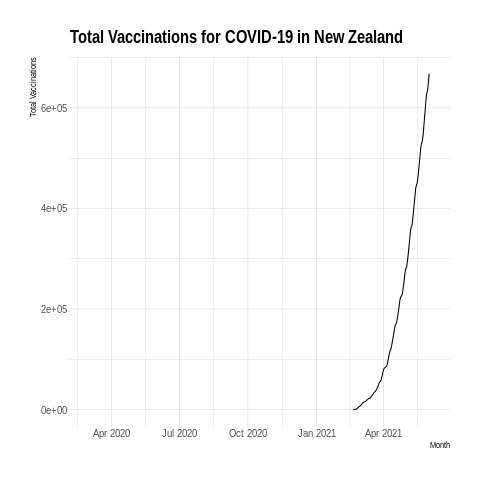 Total Vaccinations for COVID-19 in New Zealand
Total Vaccinations
6e+05
4e+05
2e+05
0e+00
Apr 2020 Jul 2020 Oct 2020 Jan 2021 Apr 2021
Month